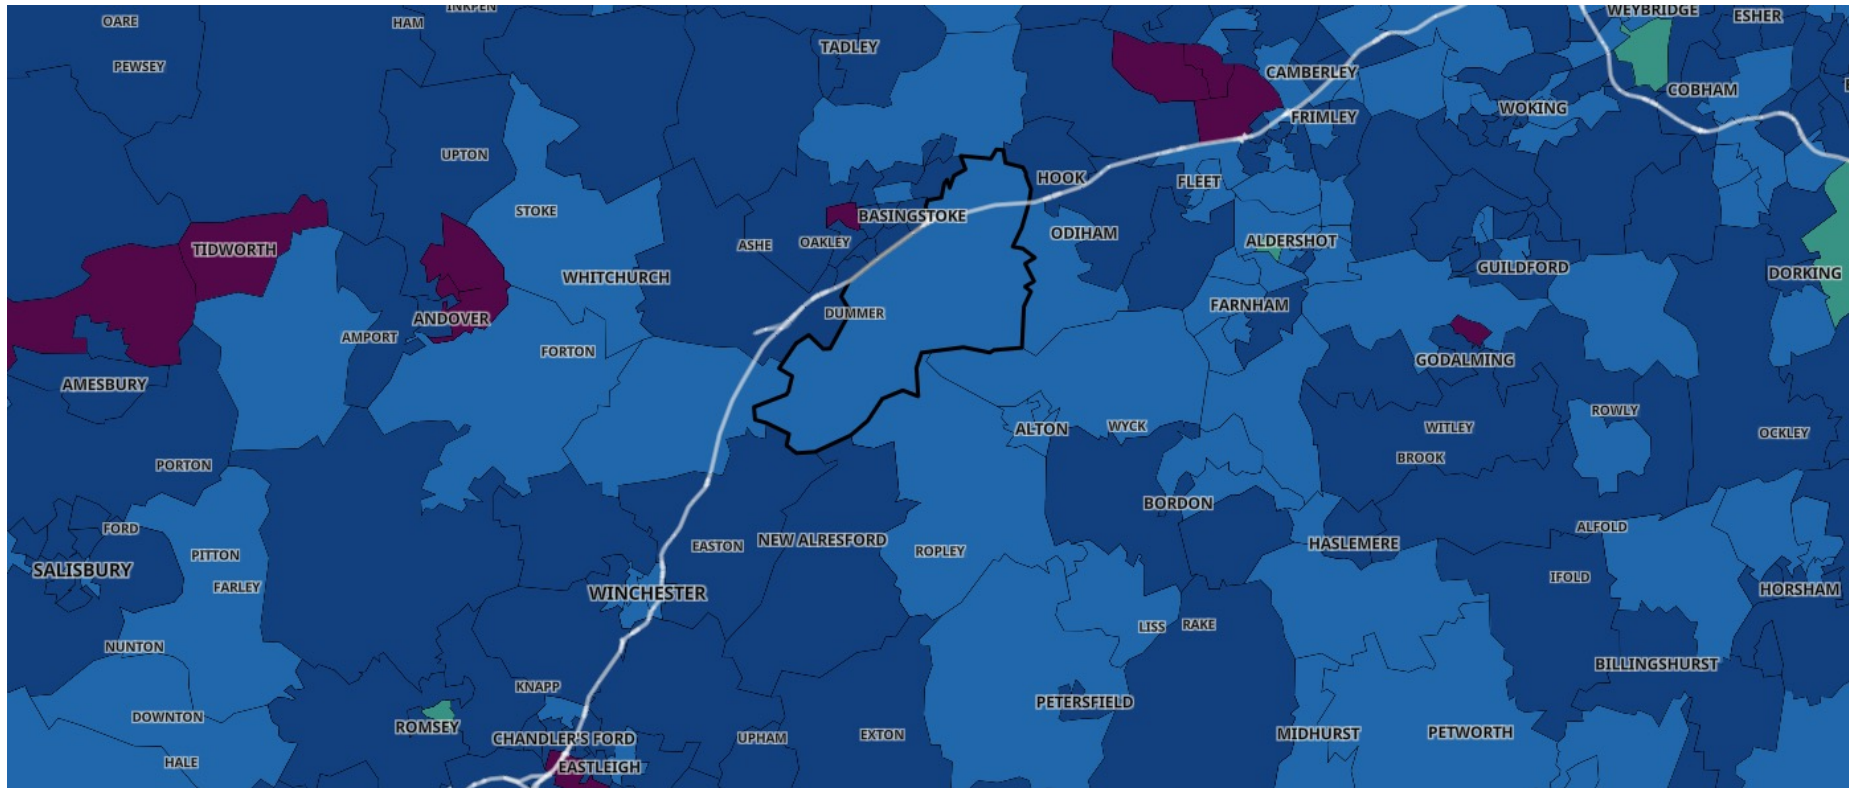 INKPEN
WEYBRIDGE
OARE
HAM
ESHER
TADLEY
PEWSEY
CAMBERLEY
COBHAM
WOKING
FRIMLEY
UPTON
HOOK
FLEET
STOKE
BASINGSTOKE
ODIHAM
TIDWORTH
ASHE
OAKLEY
ALDERSHOT
GUILDFORD
DORKING
WHITCHURCH
FARNHAM
DUMMER
ANDOVER
AMPORT
FORTON
GODALMING
AMESBURY
ROWLY
ALTON
WYCK
WITLEY
OCKLEY
BROOK
PORTON
BORDON
FORD
ALFOLD
PITTON
EASTON
NEW ALRESFORD
ROPLEY
HASLEMERE
SALISBURY
IFOLD
FARLEY
WINCHESTER
HORSHAM
LISS
RAKE
NUNTON
BILLINGSHURST
KNAPP
PETERSFIELD
DOWNTON
ROMSEY
CHANDLER'S FORD
UPHAM
EXTON
MIDHURST
PETWORTH
HALE
EASTLEIGH